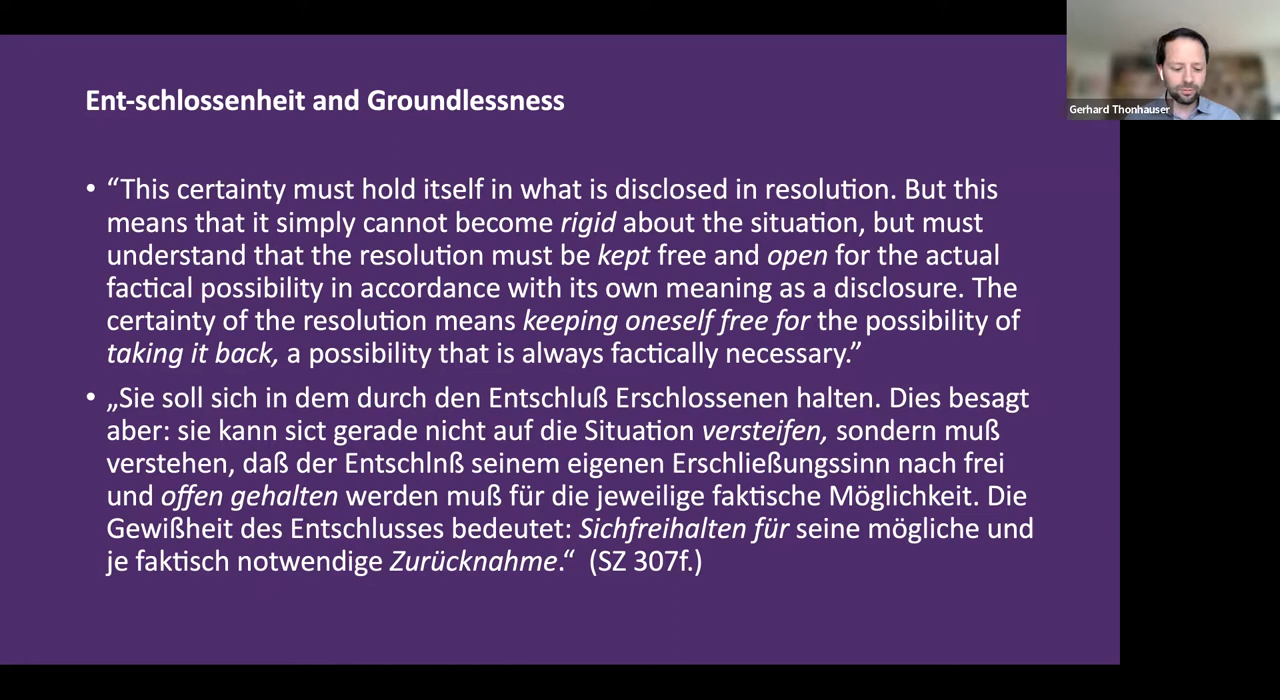 Ent-schlossenheit and Groundlessness
• “This certainty must hold itself in what is disclosed in resolution. But this
means that it simply cannot become rigid about the situation, but must
understand that the resolution must be kept free and open for the actual
factical possibility in accordance with its own meaning as a disclosure. The
certainty of the resolution means keeping oneself free for the possibility of
taking it back, a possibility that is always factically necessary.”
• „Sie soll sich in dem durch den Entschluß Erschlossenen halten. Dies besagt
aber: sie kann sict gerade nicht auf die Situation versteifen, sondern muß
verstehen, daß der Entschlnß seinem eigenen Erschließungssinn nach frei
und offen gehalten werden muß für die jeweilige faktische Möglichkeit. Die
Gewißheit des Entschlusses bedeutet: Sichfreihalten für seine mögliche und
je faktisch notwendige Zurücknahme.“ (SZ 307f.)
Gerhard Thonhauser